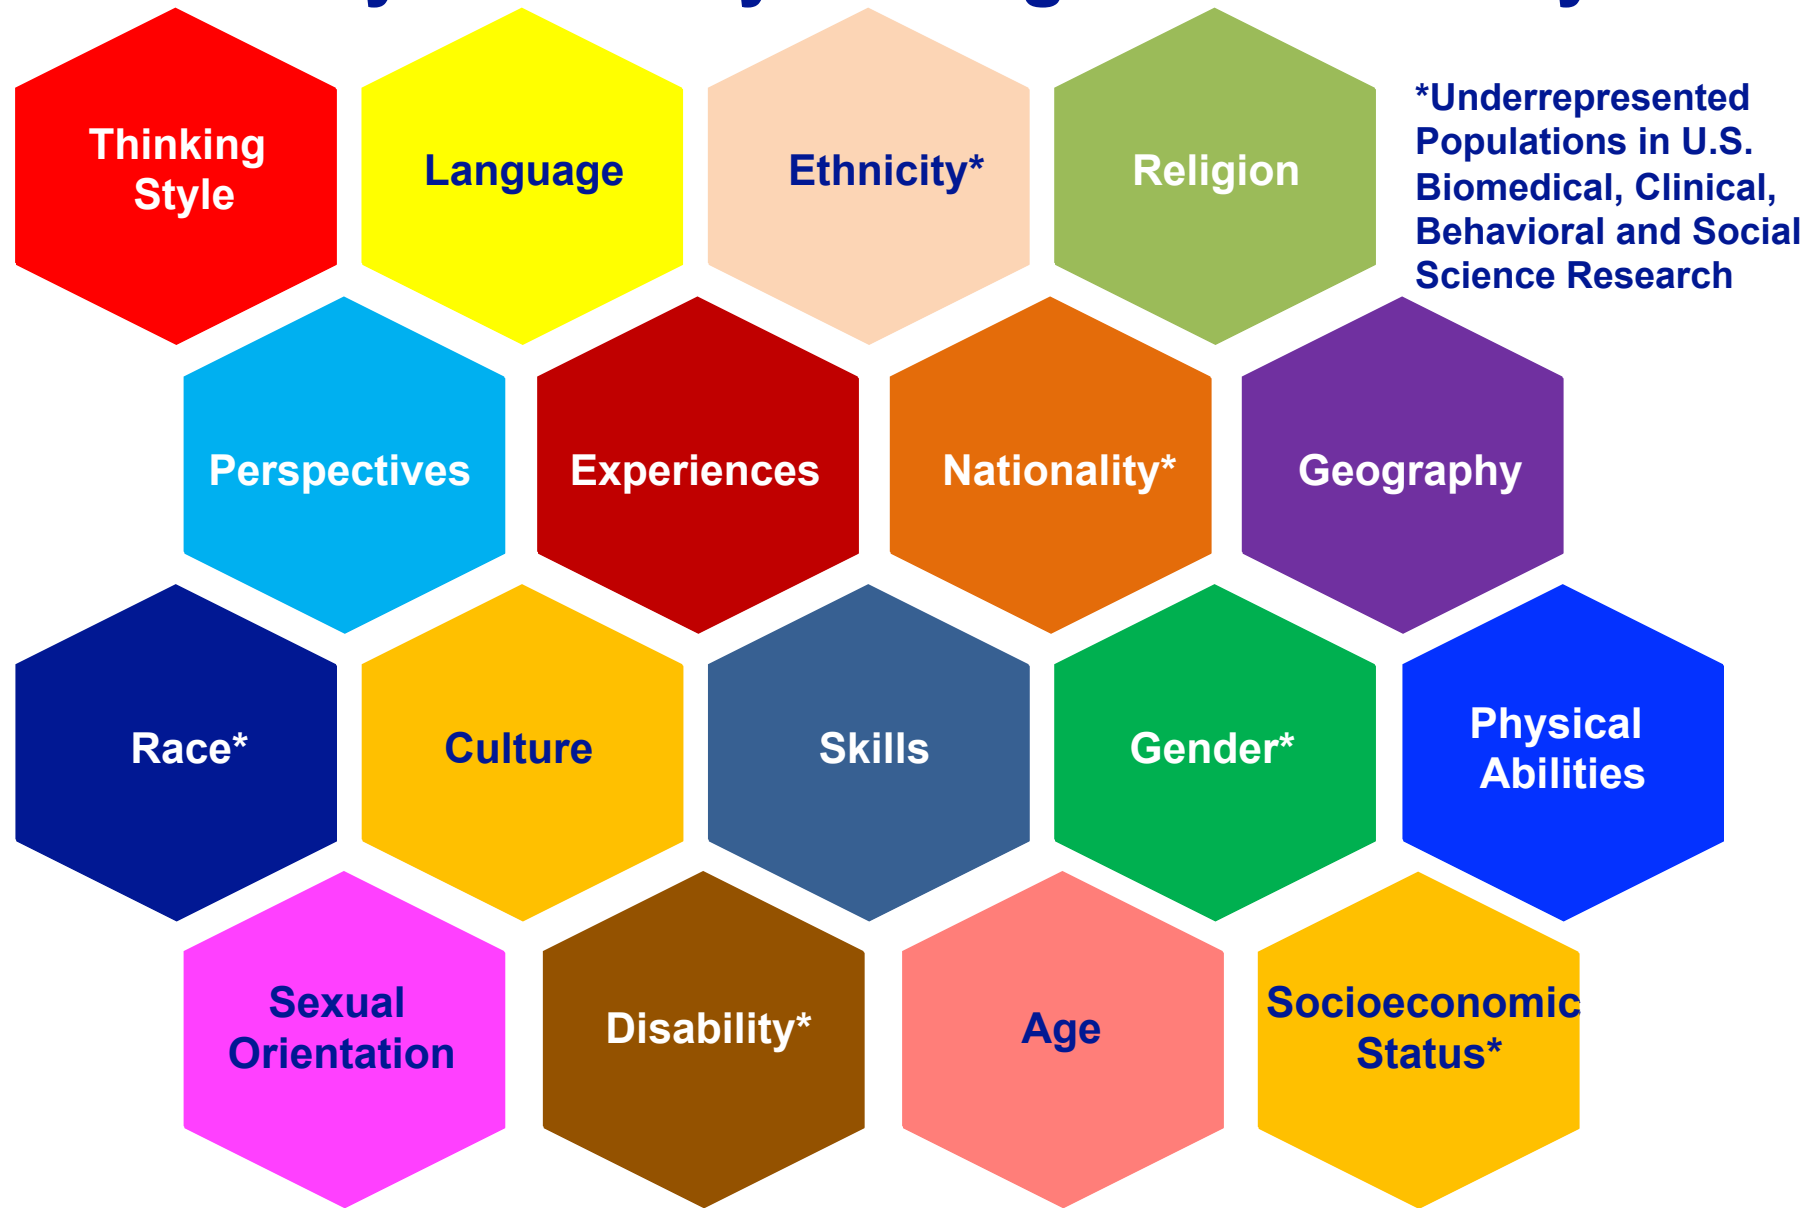 Thinking
Style
Language
Ethnicity*
Religion
*Underrepresented
Populations in U.S.
Biomedical, Clinical,
Behavioral and Social
Science Research
Perspectives
Experiences
Nationality*
Geography
Race*
Culture
Skills
Gender*
Physical
Abilities
Sexual
Orientation
Disability*
Age
Socioeconomic
Status*